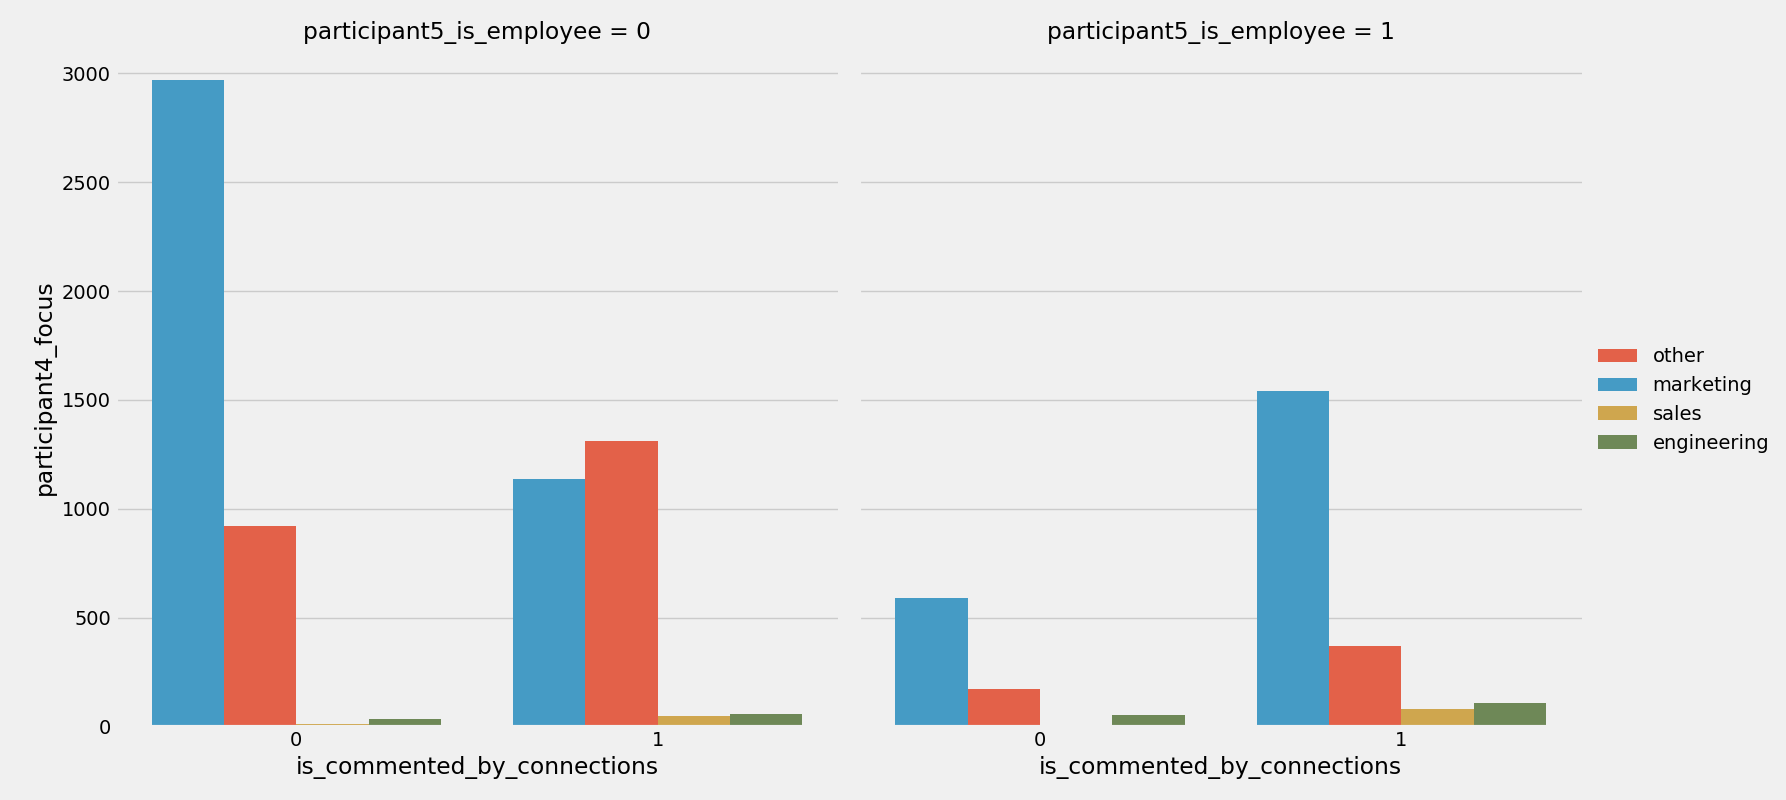 participant5_is_employee = 0
participant5_is_employee = 1
participant4_focus
3000
2500
2000
1500
1000
500
0
0
1
0
1
is_commented_by_connections
is_commented_by_connections
other
marketing
sales
engineering